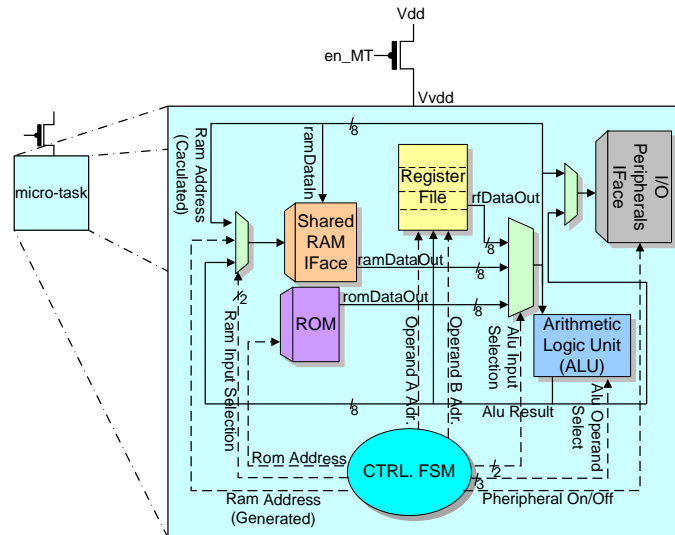 Vdd
en_MT
Vvdd
micro-task
Ram Address
(Caculated)
ramDataIn
8
8
Register
File
rfDataOut
8
I/O
Peripherals
IFace
Shared
RAM
IFace
ramDataOut
8
romDataOut
8
ROM
2
Ram Input Selection
Operand A Adr.
Operand B Adr.
Alu Input
Selection
Arithmetic
Logic Unit
(ALU)
8
Alu Result
Alu Operand
Select
Rom Address
CTRL. FSM
2
3
Ram Address
(Generated)
Pheripheral On/Off